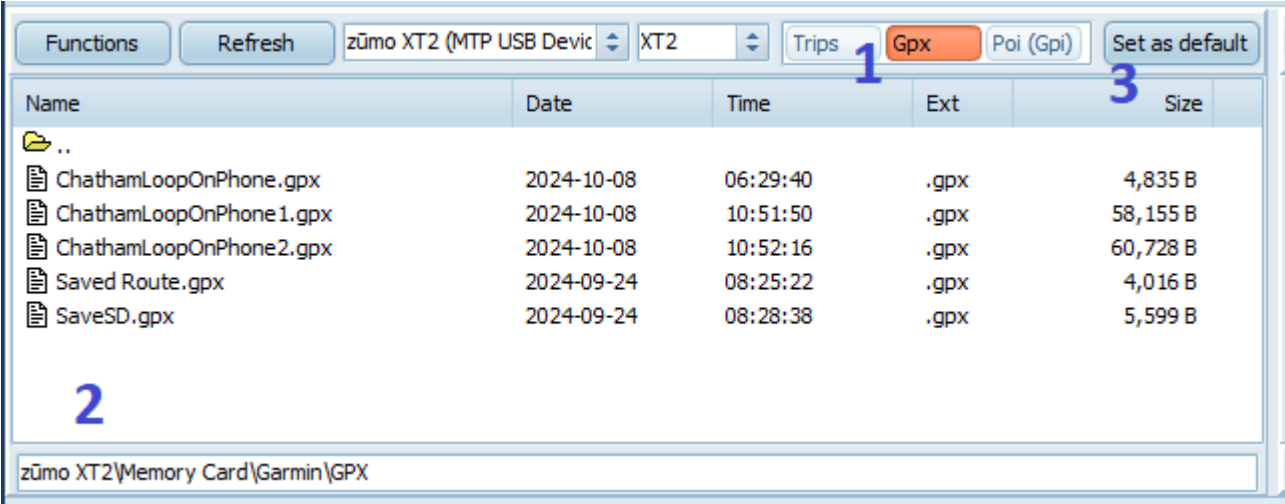 Functions Refresh zūmo XT2 (MTP USB Devic XT2 Trips Gpx Poi (Gpi) Set as default
1
3
Name Date Time Ext Size
..
ChathamLoopOnPhone.gpx 2024-10-08 06:29:40 .gpx 4,835 B
ChathamLoopOnPhone1.gpx 2024-10-08 10:51:50 .gpx 58,155 B
ChathamLoopOnPhone2.gpx 2024-10-08 10:52:16 .gpx 60,728 B
Saved Route.gpx 2024-09-24 08:25:22 .gpx 4,016 B
SaveSD.gpx 2024-09-24 08:28:38 .gpx 5,599 B
2
zūmo XT2\Memory Card\Garmin\GPX